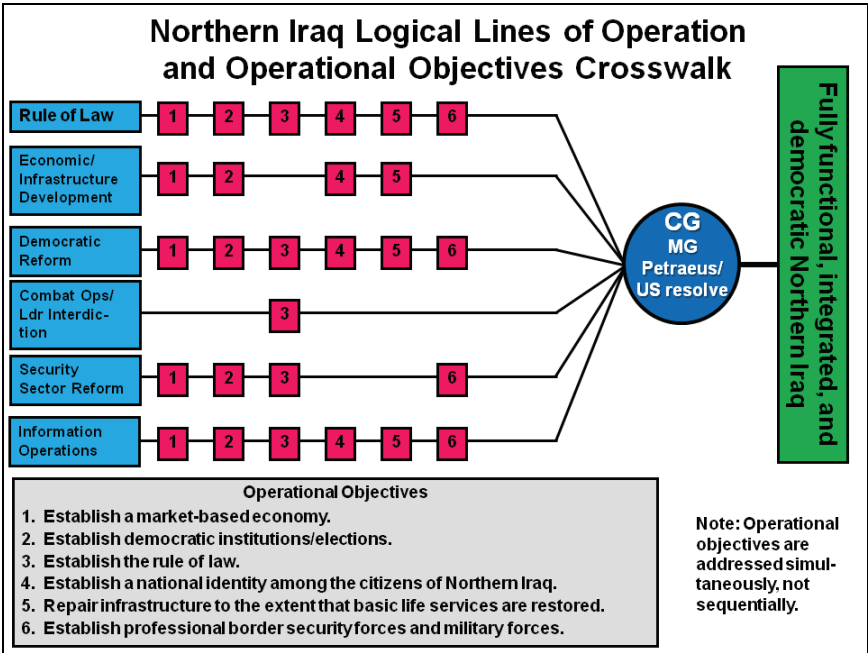 Northern Iraq Logical Lines of Operation
and Operational Objectives Crosswalk
Rule of Law
1 2 3 4 5 6
Economic/
Infrastructure
Development
1 2 4 5
Democratic
Reform
1 2 3 4 5 6
Combat Ops/
Ldr Interdic-
tion
3
Security
Sector Reform
1 2 3 6
Information
Operations
1 2 3 4 5 6
CG
MG
Petraeus/
US resolve
Fully functional, integrated, and
democratic Northern Iraq
Operational Objectives
1. Establish a market-based economy.
2. Establish democratic institutions/elections.
3. Establish the rule of law.
4. Establish a national identity among the citizens of Northern Iraq.
5. Repair infrastructure to the extent that basic life services are restored.
6. Establish professional border security forces and military forces.
Note: Operational
objectives are
addressed simul-
taneously, not
sequentially.